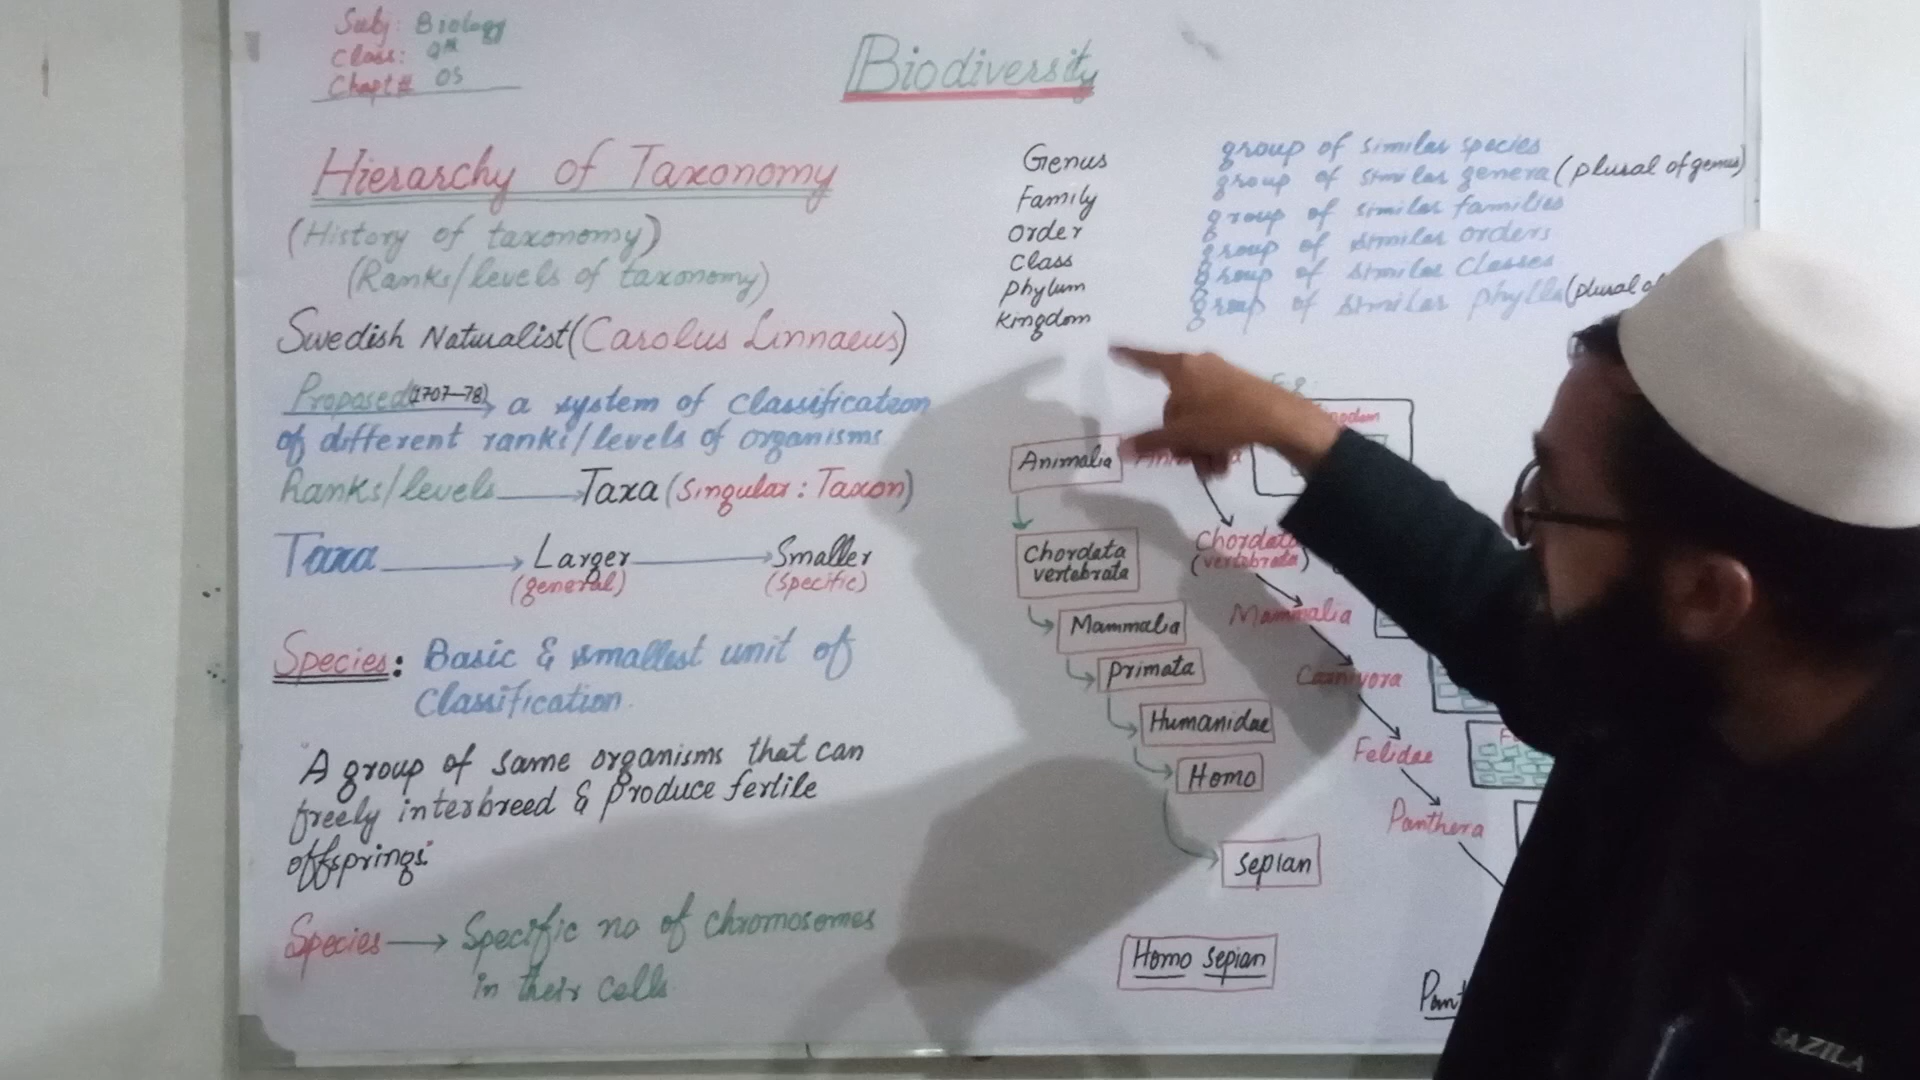 Subj: Biology
Class: 9th
Chapt# 05
Biodiversity
Hierarchy of Taxonomy
(History of taxonomy)
(Ranks/levels of taxonomy)
Swedish Naturalist (Carolus Linnaeus)
Proposed (1707-78) a system of classification
of different ranks/levels of organisms
Ranks/levels Taxa (Singular: Taxon)
Taxa Larger Smaller
(general) (specific)
Species: Basic & smallest unit of
Classification.
"A group of same organisms that can
freely interbreed & Produce fertile
offsprings."
Species Specific no of chromosomes
in their cells
Genus group of similar species
Family group of similar genera (plural of genus)
Order group of similar families
Class group of similar orders
Phylum group of similar Classes
kingdom group of similar phylla (plural of
Animalia
Chordata
vertebrata
Mammalia
Primata
Humanidae
Homo
Sepian
Homo Sepian
Chordata
(vertebrata)
Mammalia
Carnivora
Felidae
Panthera
Pant
SAZILA